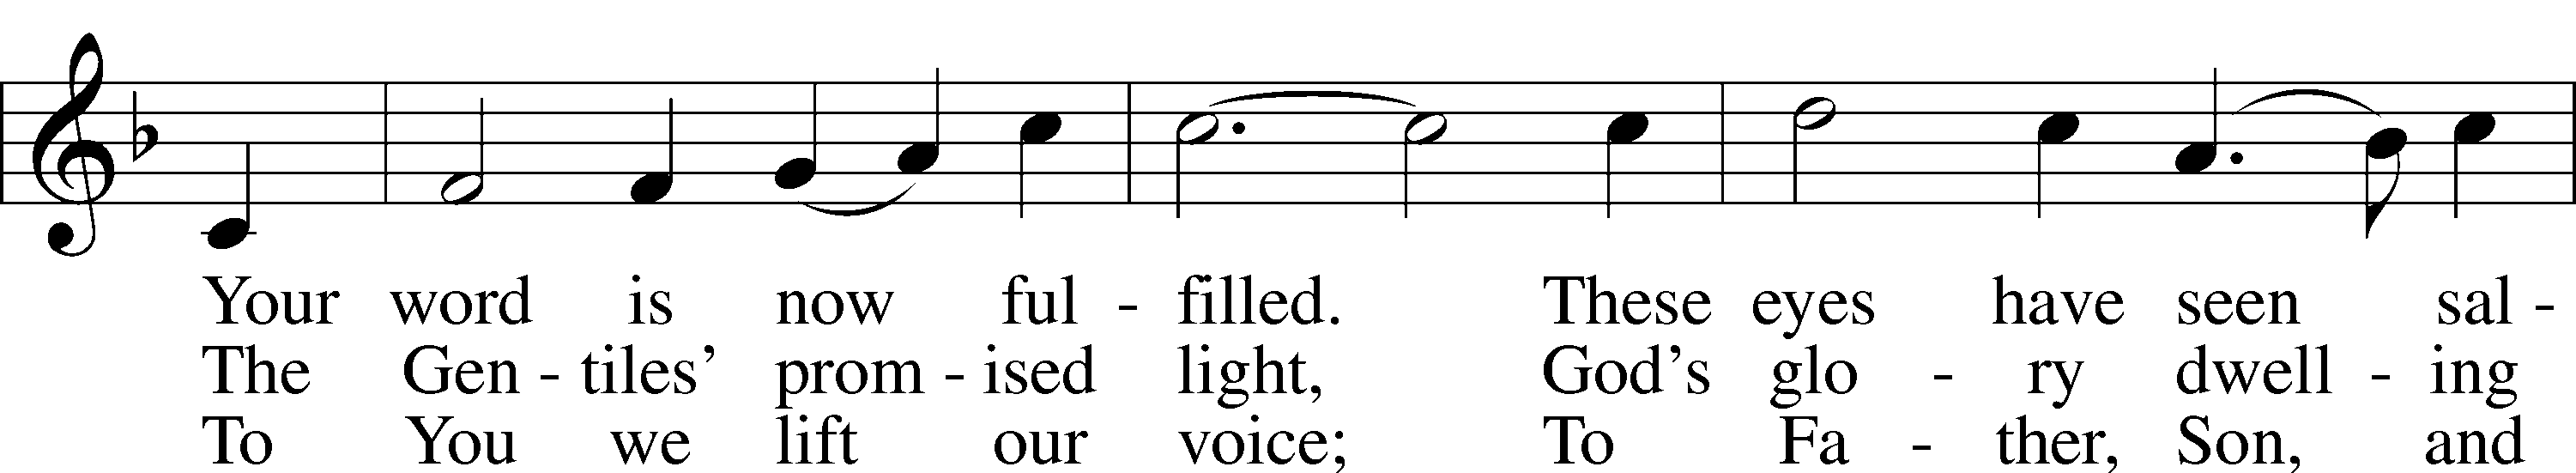 Your word is now ful - filled. These eyes have seen sal -
The Gen - tiles’ prom - ised light, God’s glo - ry dwell - ing
To You we lift our voice; To Fa - ther, Son, and